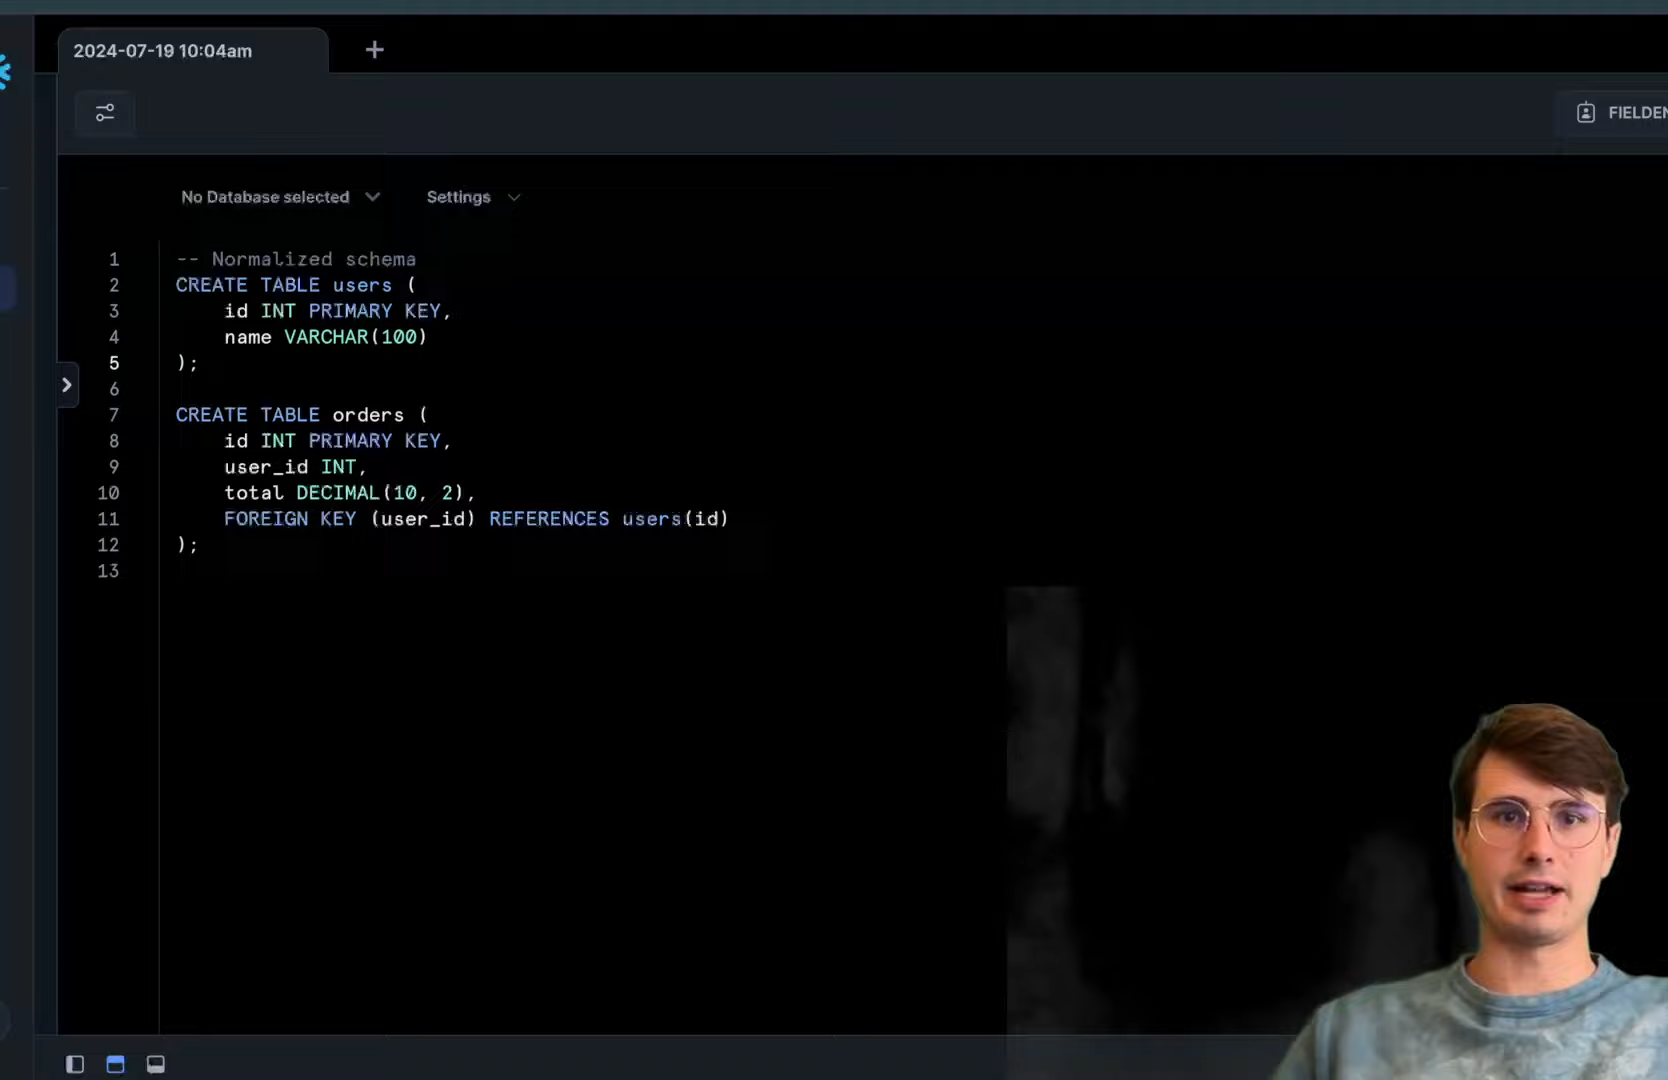 2024-07-19 10:04am
No Database selected Settings
1 -- Normalized schema
2 CREATE TABLE users (
3 id INT PRIMARY KEY,
4 name VARCHAR(100)
5 );
6
7 CREATE TABLE orders (
8 id INT PRIMARY KEY,
9 user_id INT,
10 total DECIMAL(10, 2),
11 FOREIGN KEY (user_id) REFERENCES users(id)
12 );
13